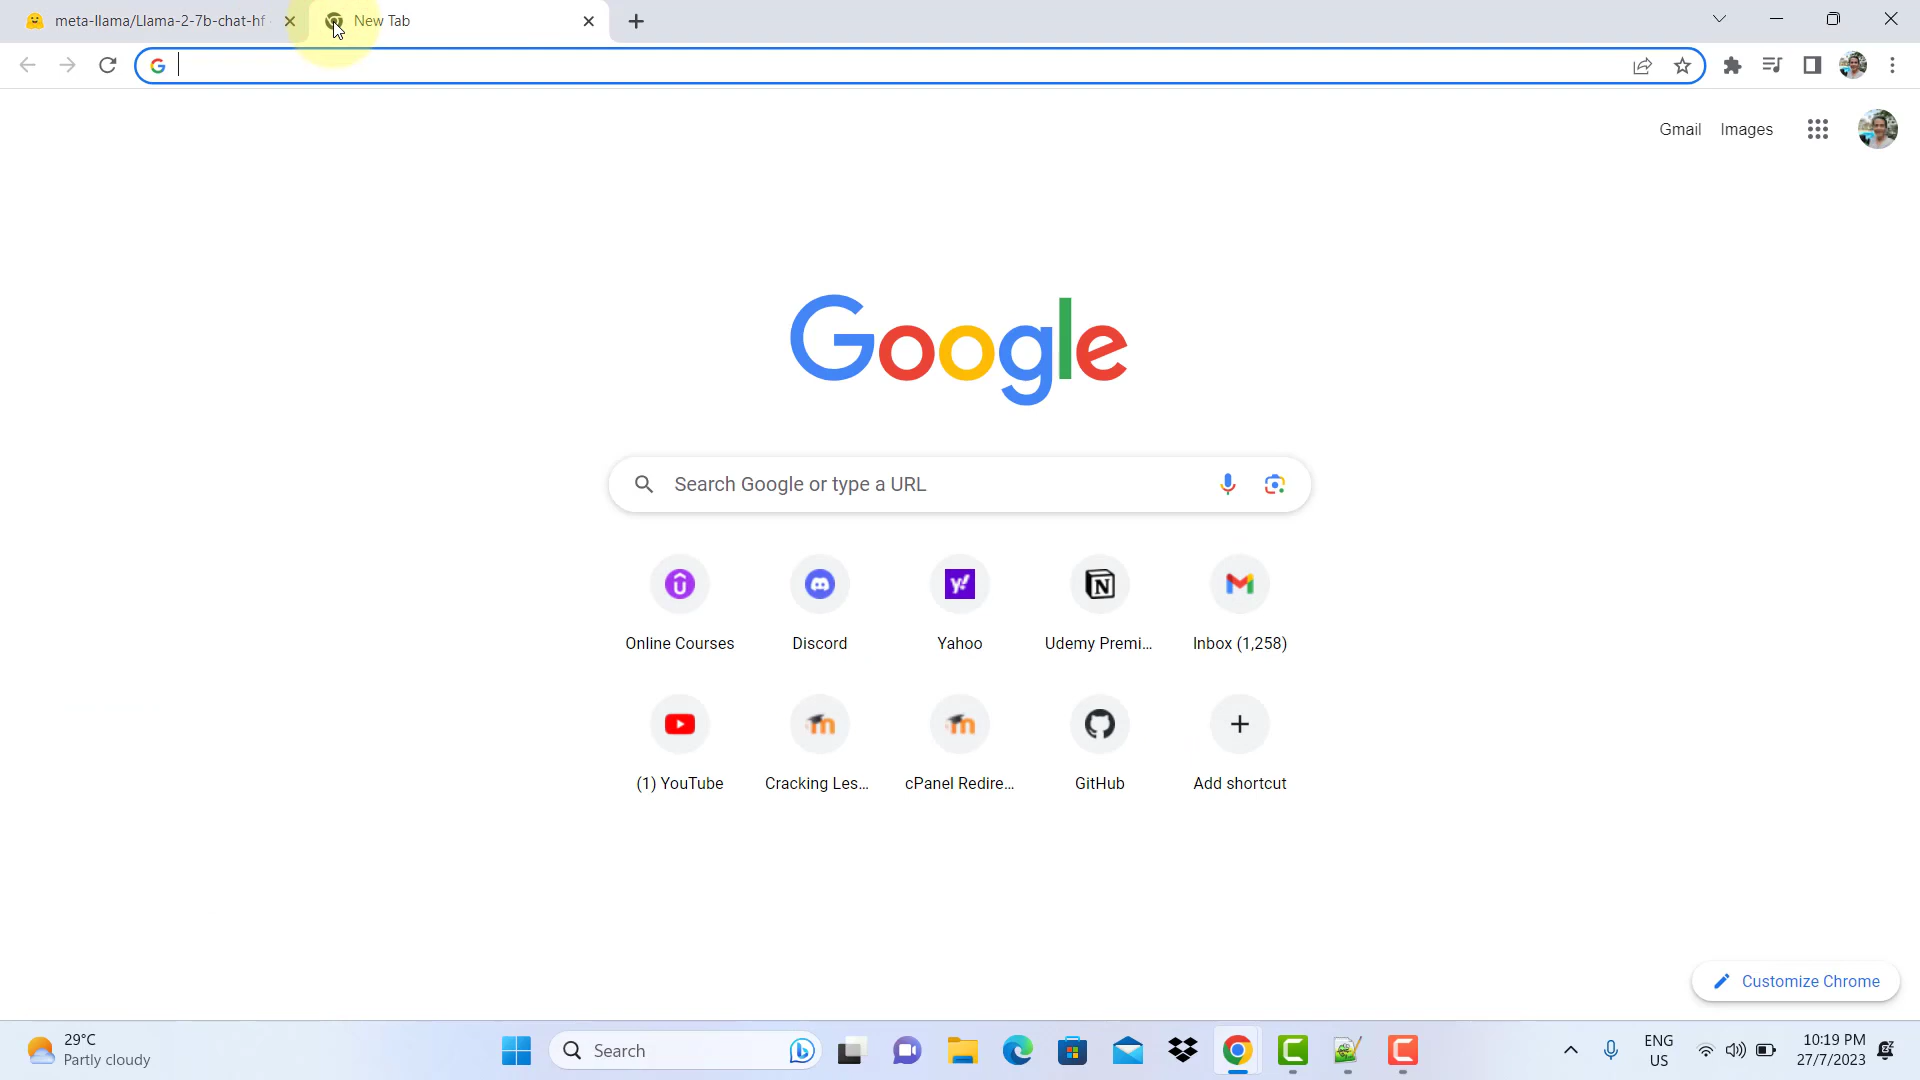 meta-llama/Llama-2-7b-chat-hf
New Tab
Gmail
Images
Google
Search Google or type a URL
Online Courses
Discord
Yahoo
Udemy Premi...
Inbox (1,258)
(1) YouTube
Cracking Les...
cPanel Redire...
GitHub
Add shortcut
Customize Chrome
29°C
Partly cloudy
Search
ENG
US
10:19 PM
27/7/2023